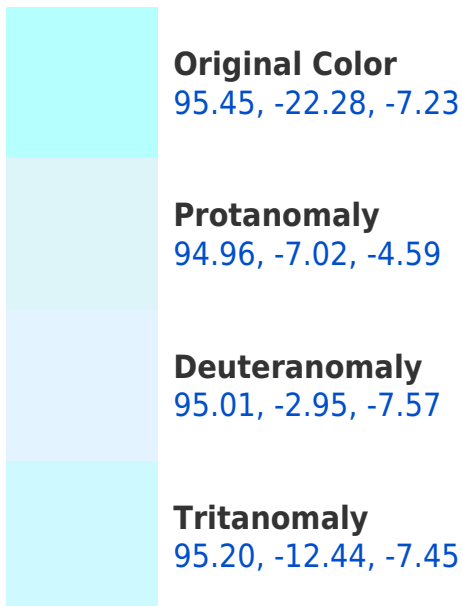 Original Color
95.45, -22.28, -7.23
Protanomaly
94.96, -7.02, -4.59
Deuteranomaly
95.01, -2.95, -7.57
Tritanomaly
95.20, -12.44, -7.45